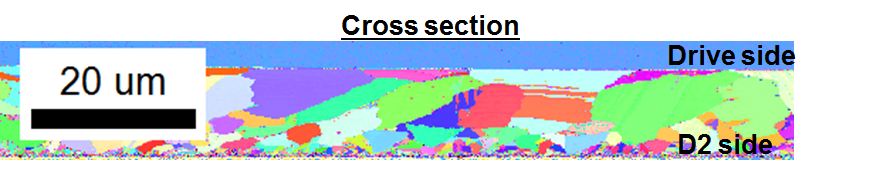 Cross section
Drive side
20 um
D2 side